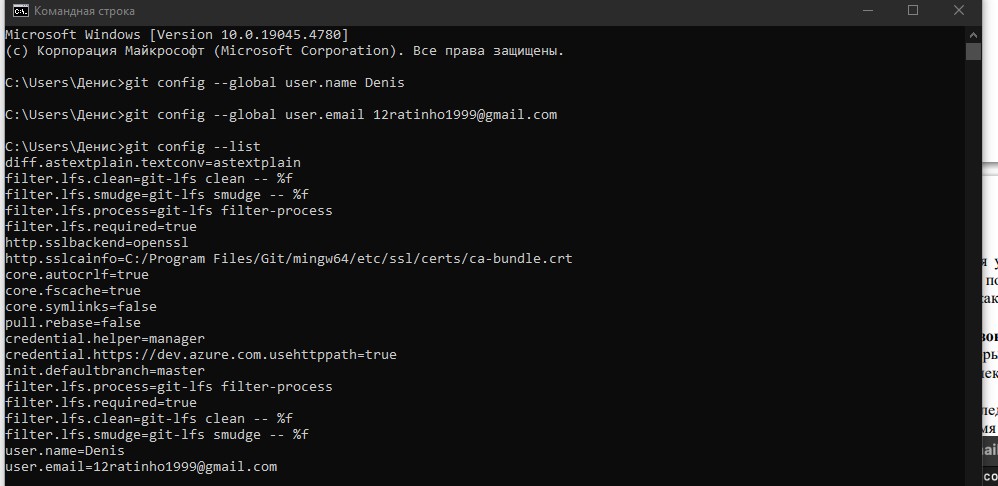 Командная строка
Microsoft Windows [Version 10.0.19045.4780]
(c) Корпорация Майкрософт (Microsoft Corporation). Все права защищены.
C:\Users\Денис>git config --global user.name Denis
C:\Users\Денис>git config --global user.email 12ratinho1999@gmail.com
C:\Users\Денис>git config --list
diff.astextplain.textconv=astextplain
filter.lfs.clean=git-lfs clean -- %f
filter.lfs.smudge=git-lfs smudge -- %f
filter.lfs.process=git-lfs filter-process
filter.lfs.required=true
http.sslbackend=openssl
http.sslcainfo=C:/Program Files/Git/mingw64/etc/ssl/certs/ca-bundle.crt
core.autocrlf=true
core.fscache=true
core.symlinks=false
pull.rebase=false
credential.helper=manager
credential.https://dev.azure.com.usehttppath=true
init.defaultbranch=master
filter.lfs.process=git-lfs filter-process
filter.lfs.required=true
filter.lfs.clean=git-lfs clean -- %f
filter.lfs.smudge=git-lfs smudge -- %f
user.name=Denis
user.email=12ratinho1999@gmail.com